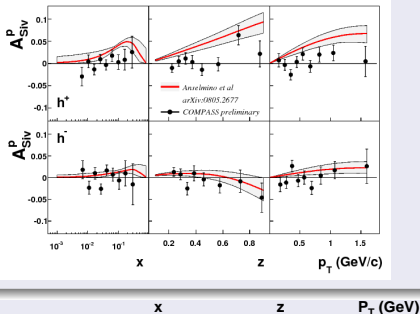 A^p_Siv
0.1
0.05
0
-0.05
-0.1
h+
Anselmino et al
arXiv:0805.2677
COMPASS preliminary
A^p_Siv
0.1
0.05
0
-0.05
-0.1
h-
10^-3 10^-2 10^-1 0.2 0.4 0.6 0.8 0.5 1 1.5
x z p_T (GeV/c)
x z P_T (GeV)